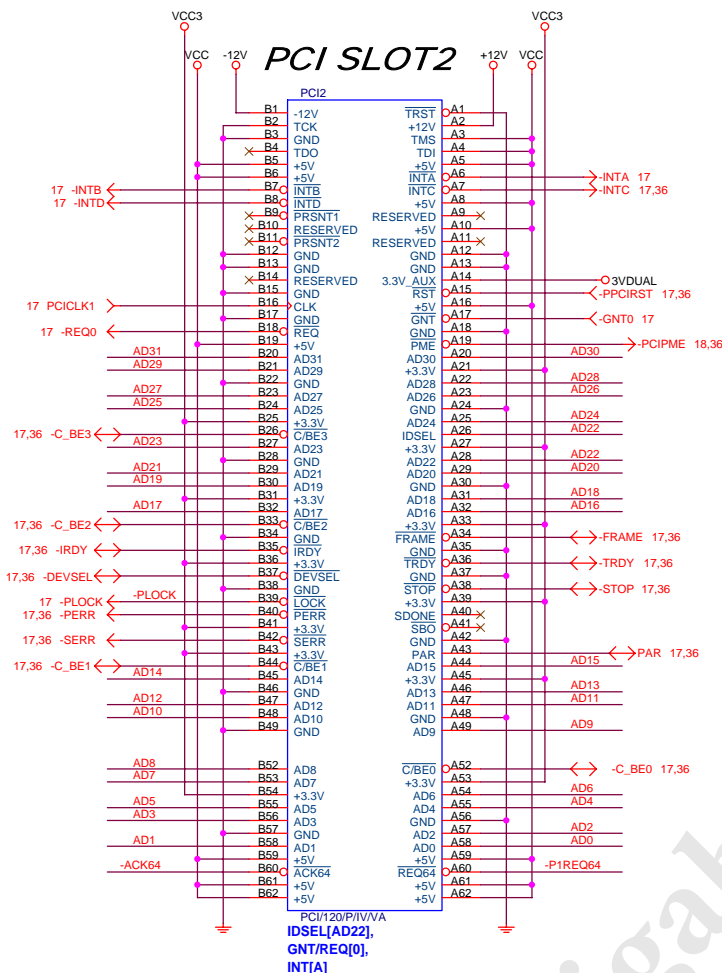 VCC3
VCC3
VCC
-12V
PCI SLOT2
+12V
VCC
PCI2
B1 -12V TRST A1
B2 TCK +12V A2
B3 GND TMS A3
B4 TDO TDI A4
B5 +5V +5V A5
B6 +5V INTA A6 -INTA 17
17 -INTB B7 INTB INTC A7 -INTC 17,36
17 -INTD B8 INTD +5V A8
B9 PRSNT1 RESERVED A9
B10 RESERVED +5V A10
B11 PRSNT2 RESERVED A11
B12 GND GND A12
B13 GND GND A13
B14 RESERVED 3.3V_AUX A14 3VDUAL
B15 GND RST A15 -PPCIRST 17,36
17 PCICLK1 B16 CLK +5V A16
B17 GND GNT A17 -GNT0 17
17 -REQ0 B18 REQ GND A18
B19 +5V PME A19 -PCIPME 18,36
AD31 B20 AD31 AD30 A20 AD30
AD29 B21 AD29 +3.3V A21
B22 GND AD28 A22 AD28
AD27 B23 AD27 AD26 A23 AD26
AD25 B24 AD25 GND A24
B25 +3.3V AD24 A25 AD24
17,36 -C_BE3 B26 C/BE3 IDSEL A26 AD22
AD23 B27 AD23 +3.3V A27
B28 GND AD22 A28 AD22
AD21 B29 AD21 AD20 A29 AD20
AD19 B30 AD19 GND A30
B31 +3.3V AD18 A31 AD18
AD17 B32 AD17 AD16 A32 AD16
17,36 -C_BE2 B33 C/BE2 +3.3V A33
B34 GND FRAME A34 -FRAME 17,36
17,36 -IRDY B35 IRDY GND A35
B36 +3.3V TRDY A36 -TRDY 17,36
17,36 -DEVSEL B37 DEVSEL GND A37
B38 GND STOP A38 -STOP 17,36
17 -PLOCK -PLOCK B39 LOCK +3.3V A39
17,36 -PERR B40 PERR SDONE A40
B41 +3.3V SBO A41
17,36 -SERR B42 SERR GND A42
B43 +3.3V PAR A43 PAR 17,36
17,36 -C_BE1 B44 C/BE1 AD15 A44 AD15
AD14 B45 AD14 +3.3V A45
B46 GND AD13 A46 AD13
AD12 B47 AD12 AD11 A47 AD11
AD10 B48 AD10 GND A48
B49 GND AD9 A49 AD9
AD8 B52 AD8 C/BE0 A52 -C_BE0 17,36
AD7 B53 AD7 +3.3V A53
B54 +3.3V AD6 A54 AD6
AD5 B55 AD5 AD4 A55 AD4
AD3 B56 AD3 GND A56
B57 GND AD2 A57 AD2
AD1 B58 AD1 AD0 A58 AD0
B59 +5V +5V A59
-ACK64 B60 ACK64 REQ64 A60 -P1REQ64
B61 +5V +5V A61
B62 +5V +5V A62
PCI/120/P/IV/VA
IDSEL[AD22],
GNT/REQ[0],
INT[A]